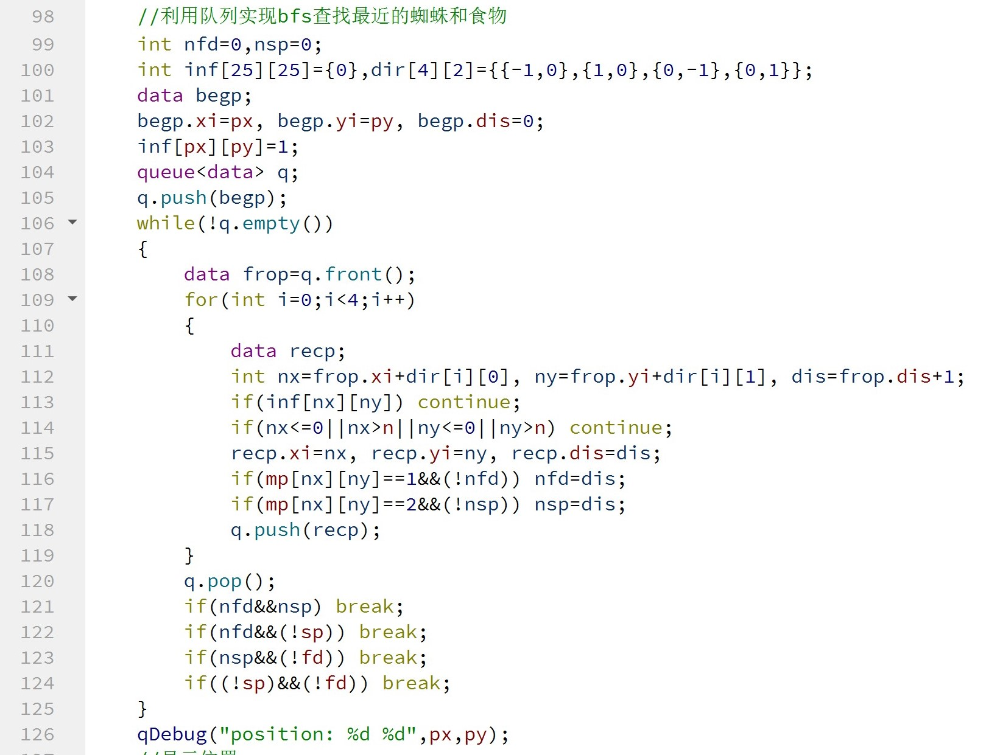 98 //利用队列实现bfs查找最近的蜘蛛和食物
99 int nfd=0,nsp=0;
100 int inf[25][25]={0},dir[4][2]={{-1,0},{1,0},{0,-1},{0,1}};
101 data begp;
102 begp.xi=px, begp.yi=py, begp.dis=0;
103 inf[px][py]=1;
104 queue<data> q;
105 q.push(begp);
106 while(!q.empty())
107 {
108 data frop=q.front();
109 for(int i=0;i<4;i++)
110 {
111 data recp;
112 int nx=frop.xi+dir[i][0], ny=frop.yi+dir[i][1], dis=frop.dis+1;
113 if(inf[nx][ny]) continue;
114 if(nx<=0||nx>n||ny<=0||ny>n) continue;
115 recp.xi=nx, recp.yi=ny, recp.dis=dis;
116 if(mp[nx][ny]==1&&(!nfd)) nfd=dis;
117 if(mp[nx][ny]==2&&(!nsp)) nsp=dis;
118 q.push(recp);
119 }
120 q.pop();
121 if(nfd&&nsp) break;
122 if(nfd&&(!sp)) break;
123 if(nsp&&(!fd)) break;
124 if((!sp)&&(!fd)) break;
125 }
126 qDebug("position: %d %d",px,py);